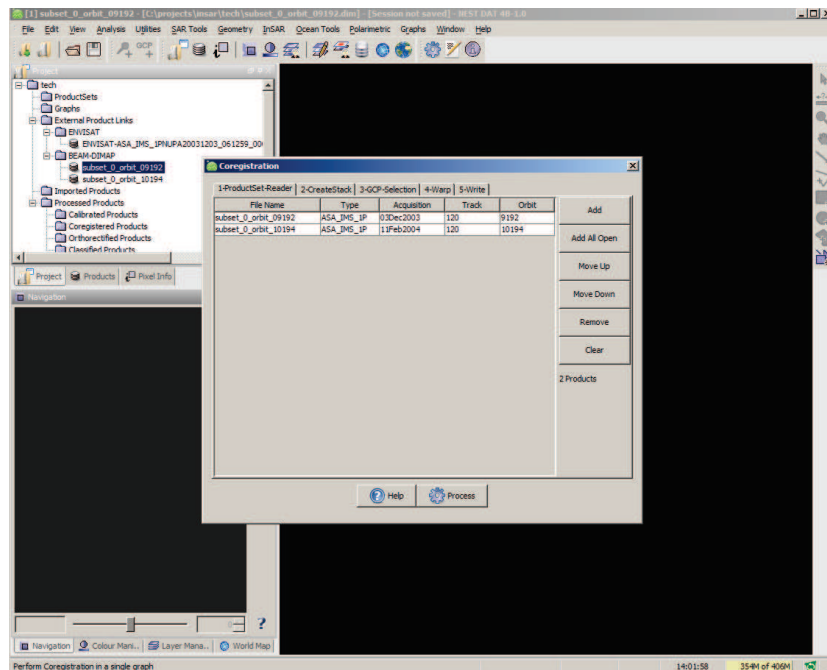 [1] subset_0_orbit_09192 - [C:\projects\nsar\tech\subset_0_orbit_09192.dim] - [Session not saved] - NEST DAT 4B-1.0
File Edit View Analysis Utilities SAR Tools Geometry InSAR Ocean Tools Polarimetric Graphs Window Help
GCP
Project
tech
ProductSets
Graphs
External Product Links
ENVISAT
ENVISAT-ASA_IMS_1PNUPA20031203_061259_00
BEAM-DIMAP
subset_0_orbit_09192
subset_0_orbit_10194
Imported Products
Processed Products
Calibrated Products
Coregistered Products
Orthorectified Products
Classified Products
Project Products Pixel Info
Navigation
Coregistration
1-ProductSet-Reader 2-CreateStack 3-GCP-Selection 4-Warp 5-Write
File Name Type Acquisition Track Orbit
subset_0_orbit_09192 ASA_IMS_1P 03Dec2003 120 9192
subset_0_orbit_10194 ASA_IMS_1P 11Feb2004 120 10194
Add
Add All Open
Move Up
Move Down
Remove
Clear
2 Products
Help Process
?
Navigation Colour Mani... Layer Mana... World Map
Perform Coregistration in a single graph 14:01:58 354M of 406M